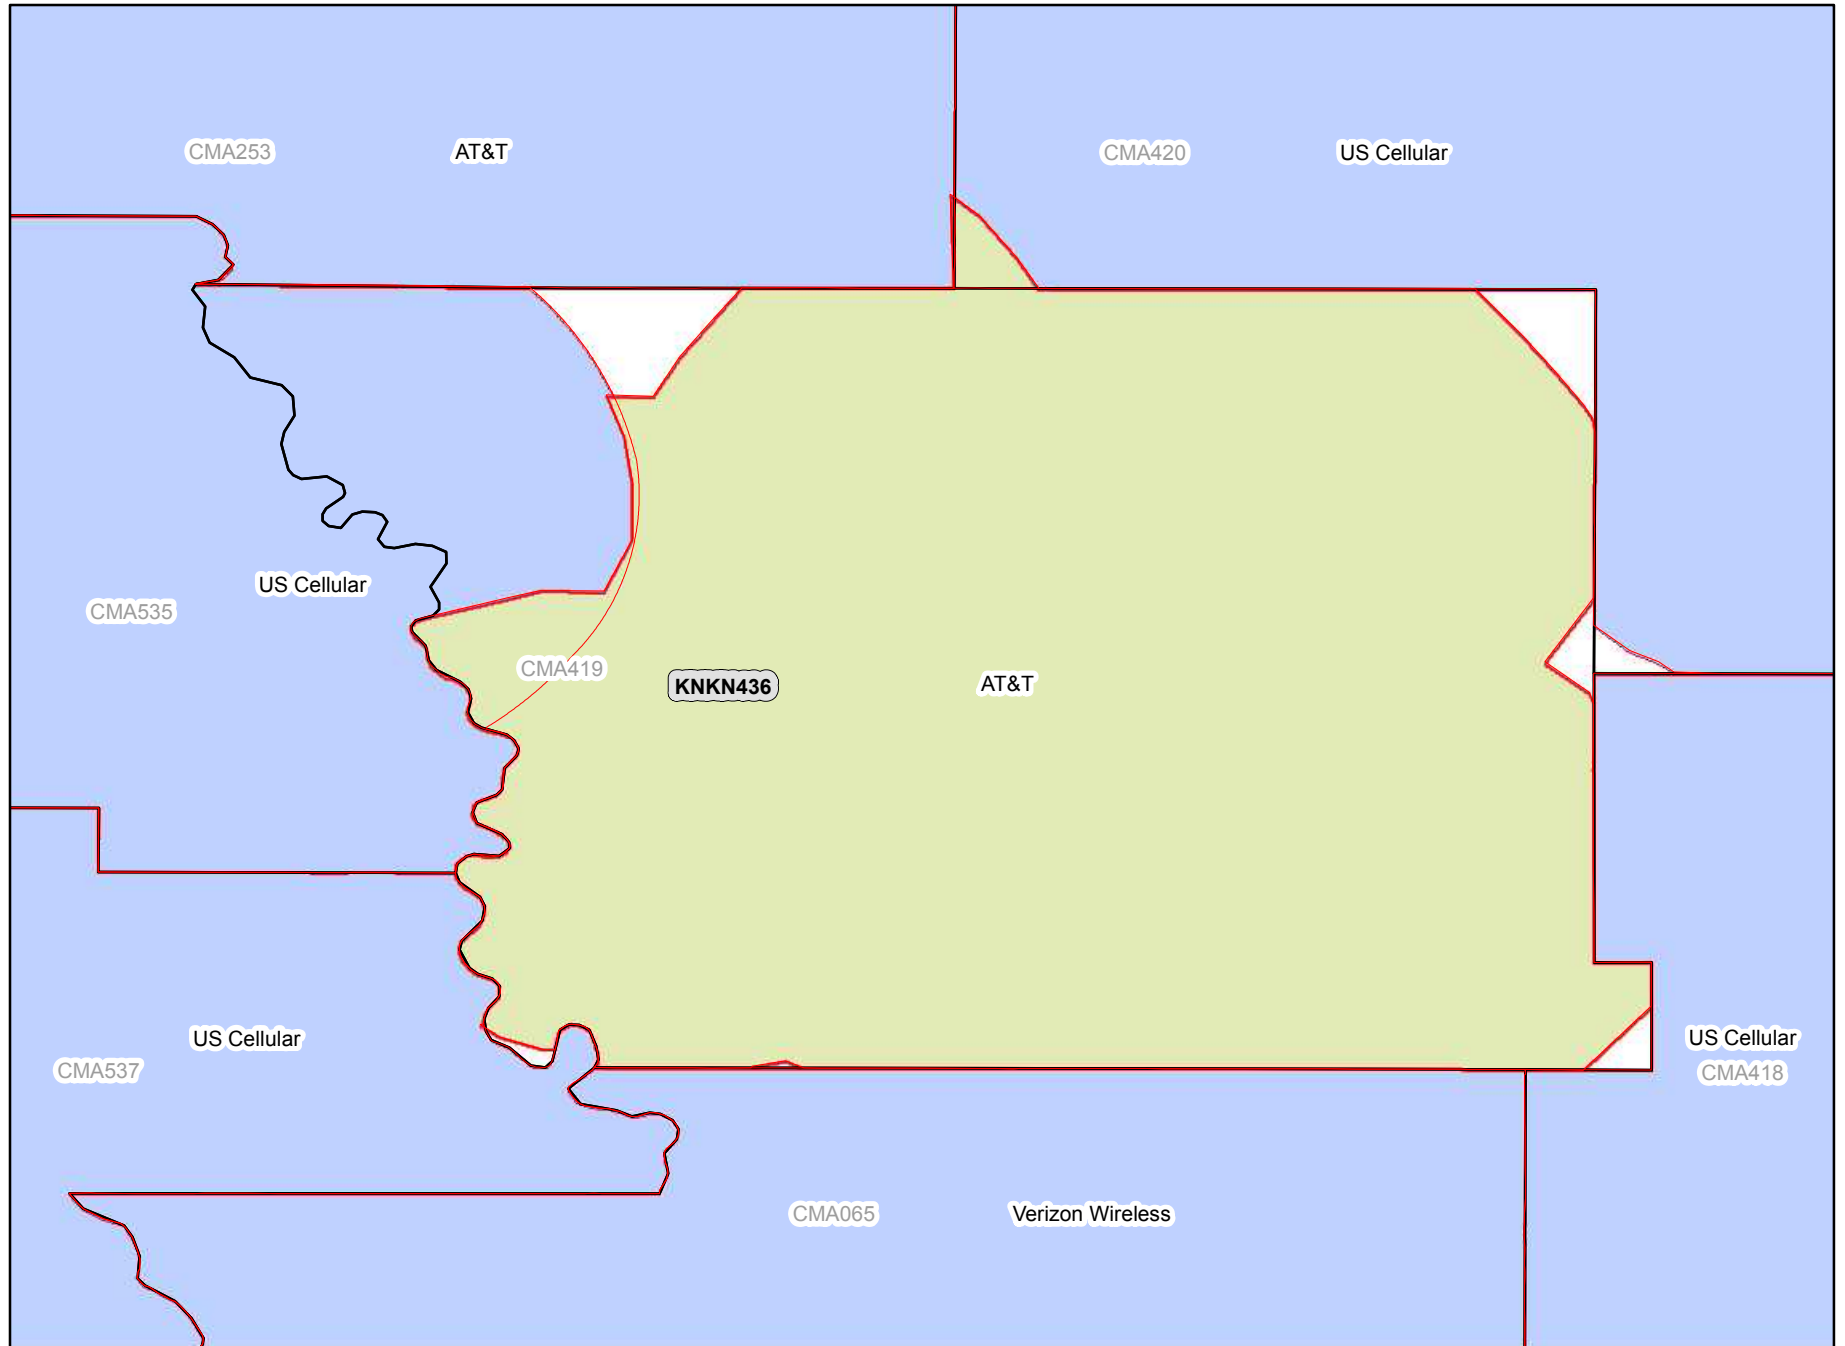 CMA253
AT&T
CMA420
US Cellular
US Cellular
CMA535
CMA419
KNKN436
AT&T
US Cellular
CMA537
US Cellular
CMA418
CMA065
Verizon Wireless